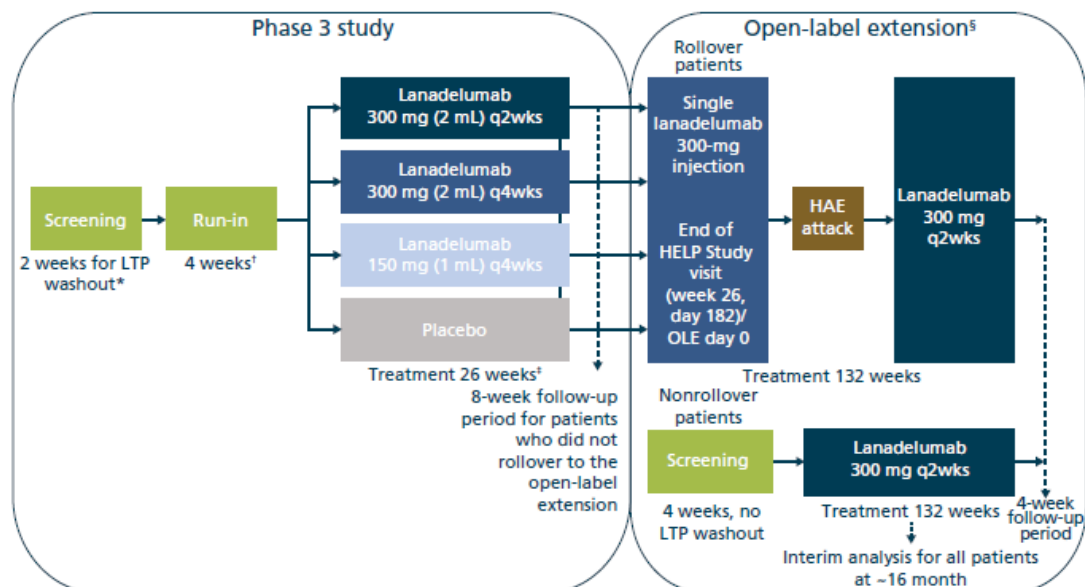 Phase 3 study
Screening
2 weeks for LTP
washout*
Run-in
4 weeks†
Lanadelumab
300 mg (2 mL) q2wks
Lanadelumab
300 mg (2 mL) q4wks
Lanadelumab
150 mg (1 mL) q4wks
Placebo
Treatment 26 weeks‡
8-week follow-up
period for patients
who did not
rollover to the
open-label
extension
Open-label extension§
Rollover
patients
Single
lanadelumab
300-mg
injection
End of
HELP Study
visit
(week 26,
day 182)/
OLE day 0
HAE
attack
Lanadelumab
300 mg
q2wks
Treatment 132 weeks
Nonrollover
patients
Screening
4 weeks, no
LTP washout
Lanadelumab
300 mg q2wks
Treatment 132 weeks
4-week
follow-up
period
Interim analysis for all patients
at ~16 month